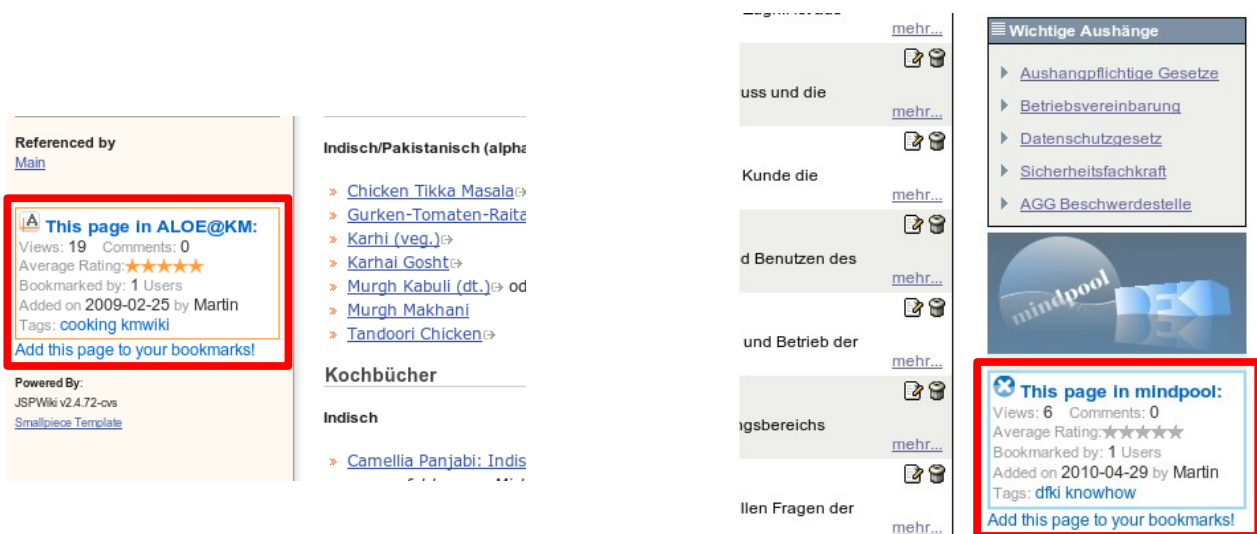 Referenced by
Main
This page in ALOE@KM:
Views: 19 Comments: 0
Average Rating:
Bookmarked by: 1 Users
Added on 2009-02-25 by Martin
Tags: cooking kmwiki
Add this page to your bookmarks!
Powered By:
JSPWiki v2.4.72-cvs
Smallpiece Template
Indisch/Pakistanisch (alpha
» Chicken Tikka Masala
» Gurken-Tomaten-Raita
» Karhi (veg.)
» Karhai Gosht
» Murgh Kabuli (dt.) od
» Murgh Makhani
» Tandoori Chicken
Kochbücher
Indisch
» Camellia Panjabi: Indis
mehr...
uss und die
mehr...
Kunde die
mehr...
d Benutzen des
mehr...
und Betrieb der
mehr...
gsbereichs
mehr...
llen Fragen der
mehr...
Wichtige Aushänge
Aushangpflichtige Gesetze
Betriebsvereinbarung
Datenschutzgesetz
Sicherheitsfachkraft
AGG Beschwerdestelle
mindpool
This page in mindpool:
Views: 6 Comments: 0
Average Rating:
Bookmarked by: 1 Users
Added on 2010-04-29 by Martin
Tags: dfki knowhow
Add this page to your bookmarks!